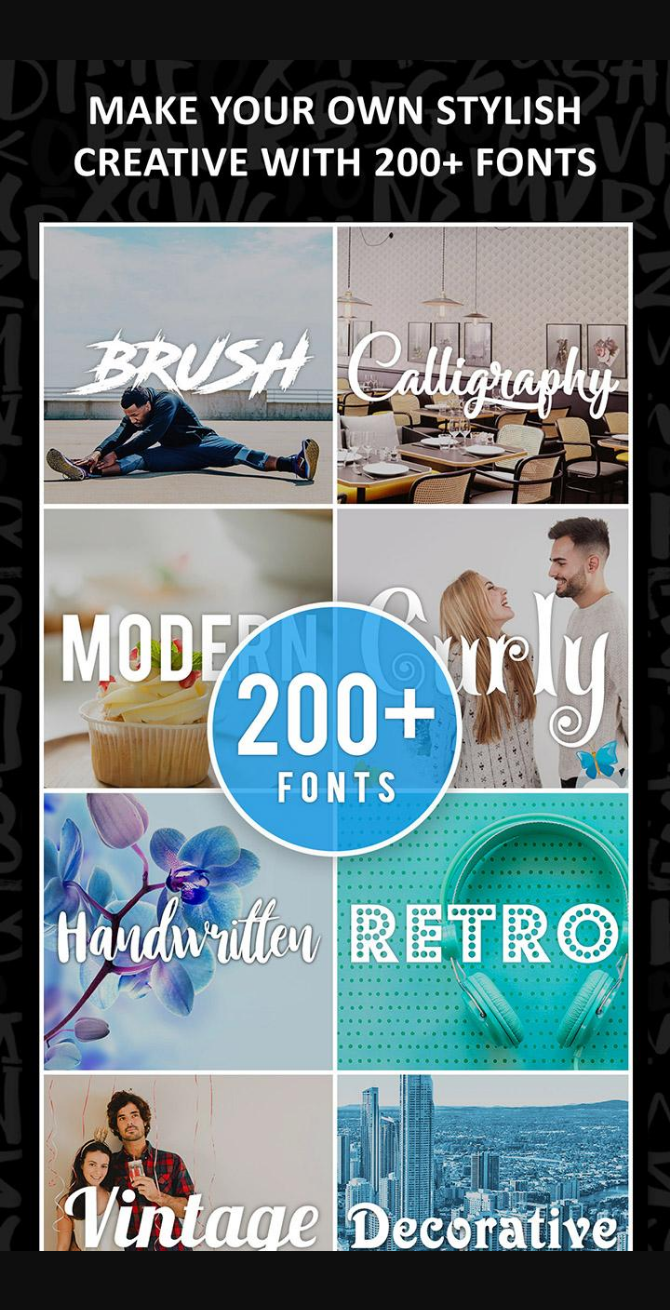 MAKE YOUR OWN STYLISH
CREATIVE WITH 200+ FONTS
BRUSH
Calligraphy
MODERN
Curly
200+
FONTS
Handwritten
RETRO
Vintage
Decorative